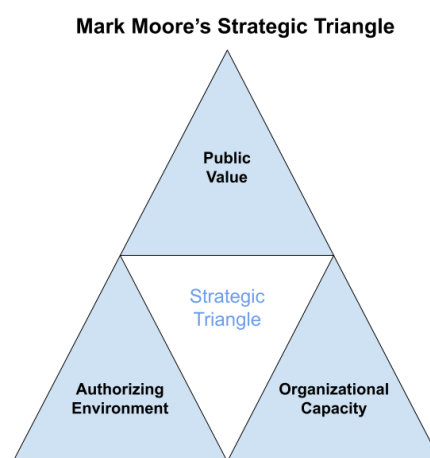 Mark Moore's Strategic Triangle
Public
Value
Strategic
Triangle
Authorizing
Environment
Organizational
Capacity